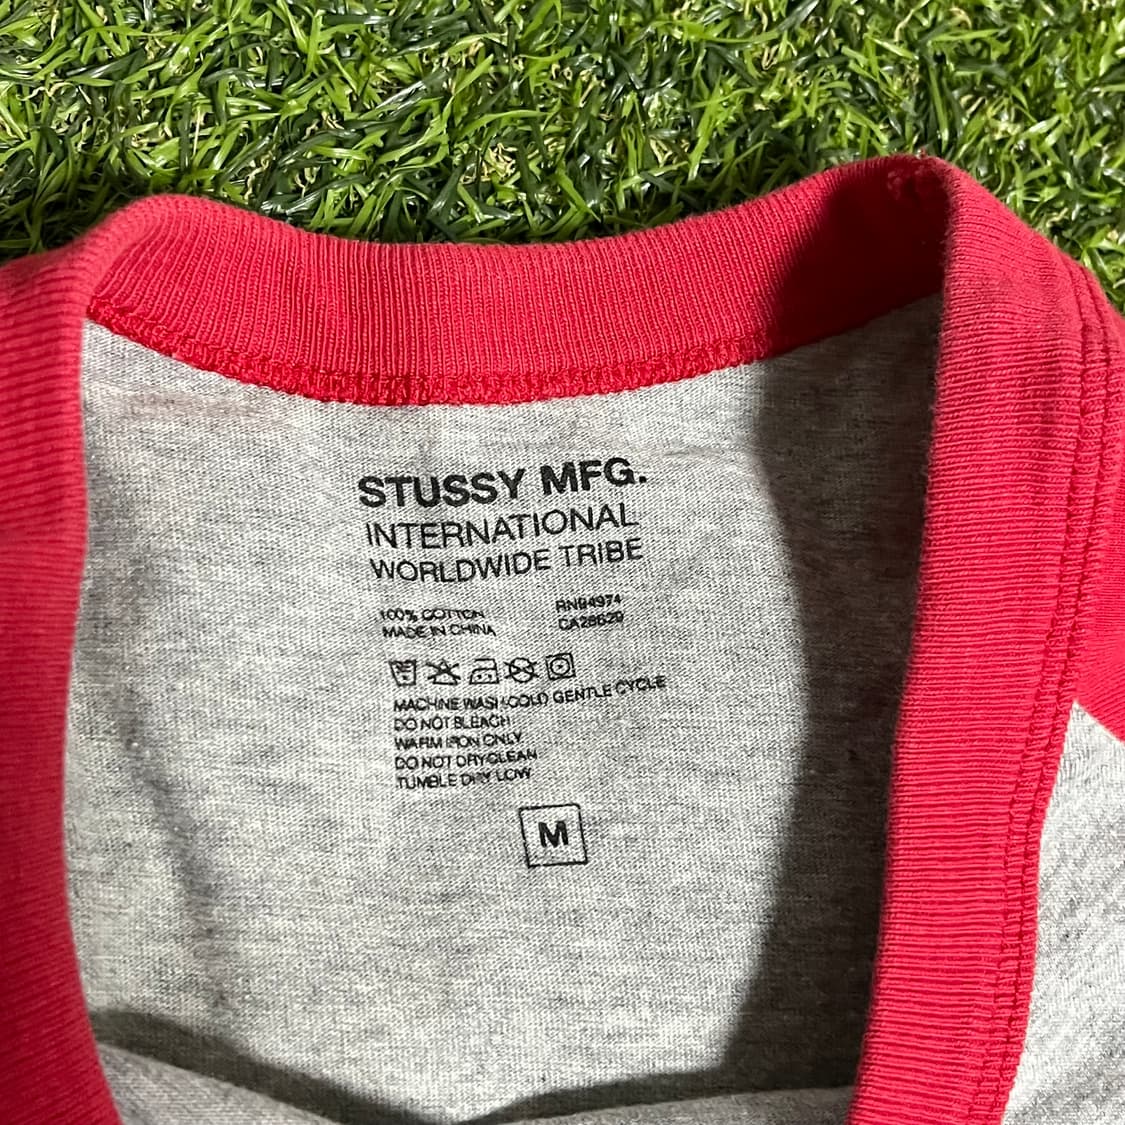 STUSSY MFG.
INTERNATIONAL
WORLDWIDE TRIBE
100% COTTON
MADE IN CHINA
RN94974
CA28620
MACHINE WASH COLD GENTLE CYCLE
DO NOT BLEACH
WARM IRON ONLY
DO NOT DRYCLEAN
TUMBLE DRY LOW
M